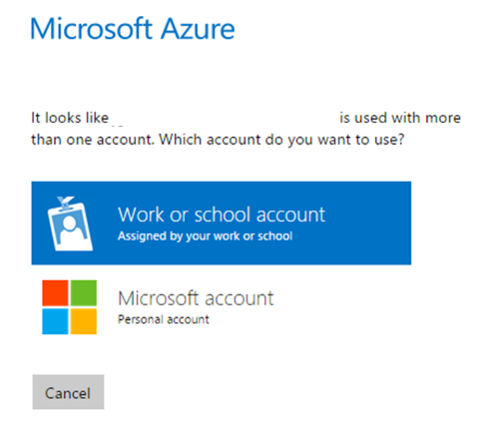 Microsoft Azure
It looks like is used with more
than one account. Which account do you want to use?
Work or school account
Assigned by your work or school
Microsoft account
Personal account
Cancel